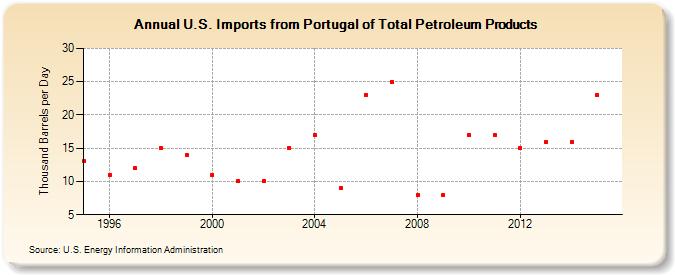 Annual U.S. Imports from Portugal of Total Petroleum Products
Thousand Barrels per Day
30
25
20
15
10
5
1996 2000 2004 2008 2012
Source: U.S. Energy Information Administration